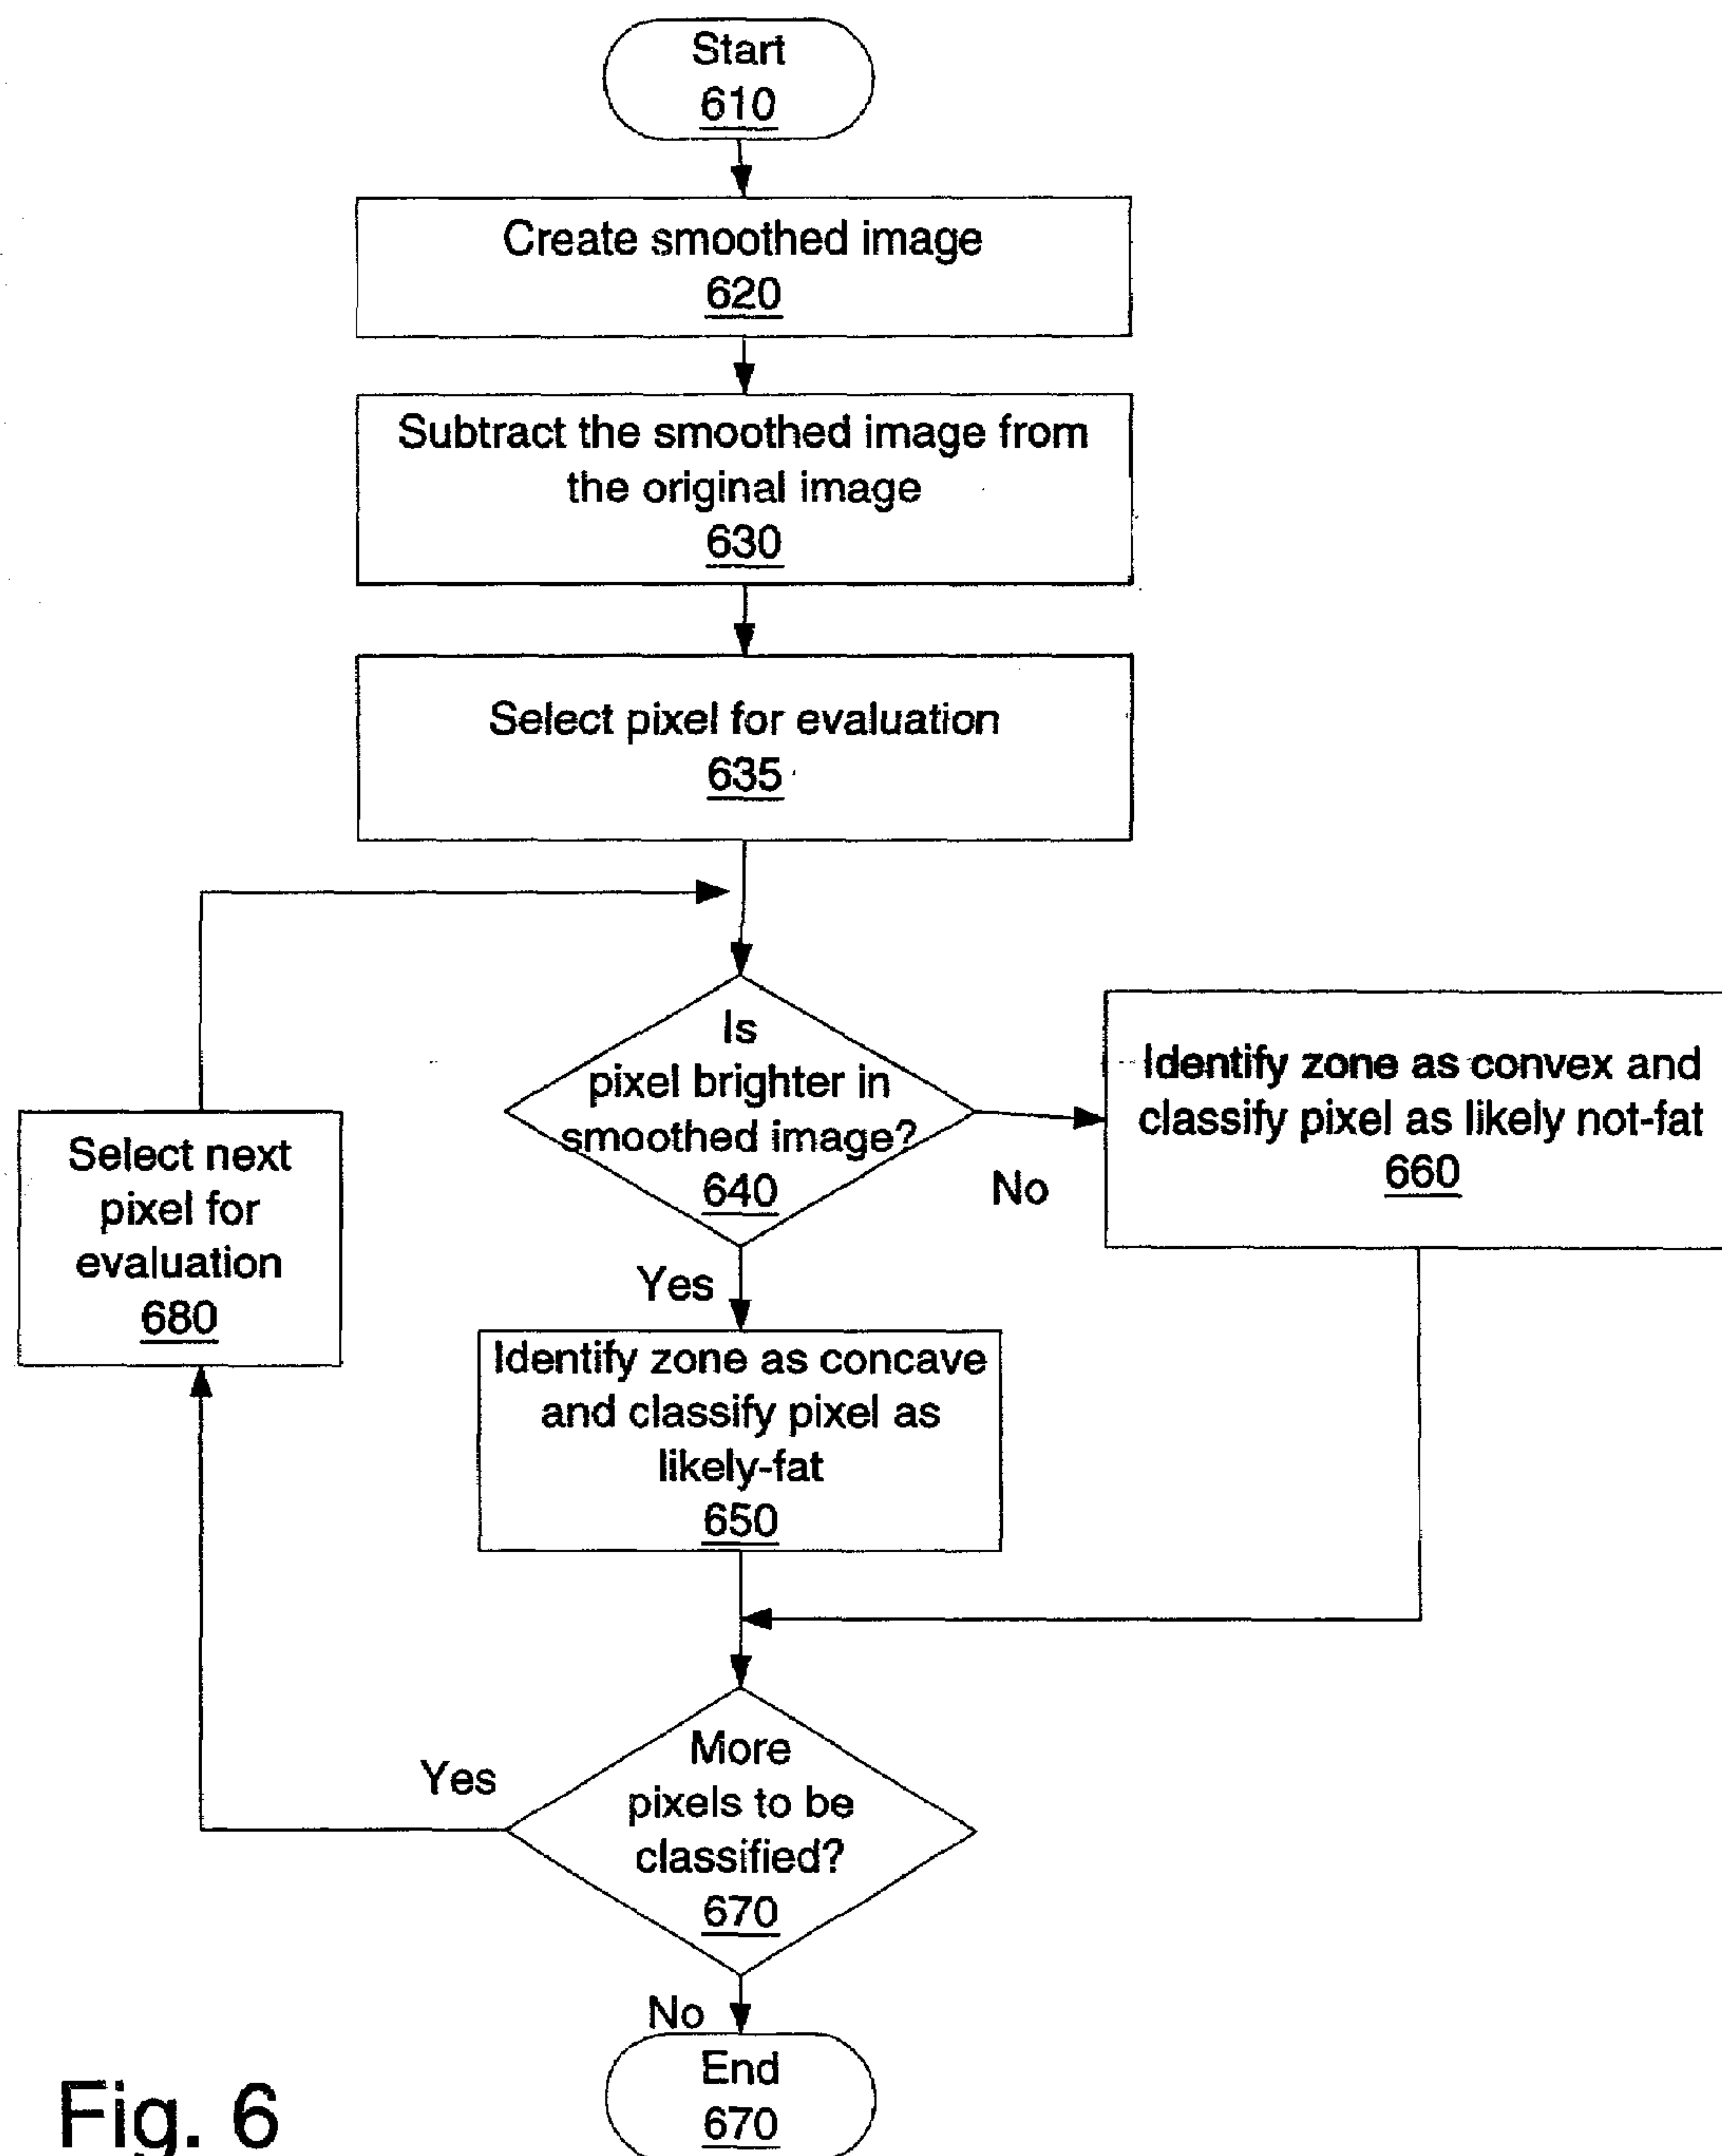 Start
610
Create smoothed image
620
Subtract the smoothed image from
the original image
630
Select pixel for evaluation
635
Is
pixel brighter in
smoothed image?
640
No
Identify zone as convex and
classify pixel as likely not-fat
660
Yes
Identify zone as concave
and classify pixel as
likely-fat
650
Select next
pixel for
evaluation
680
More
pixels to be
classified?
670
Yes
No
End
670
Fig. 6